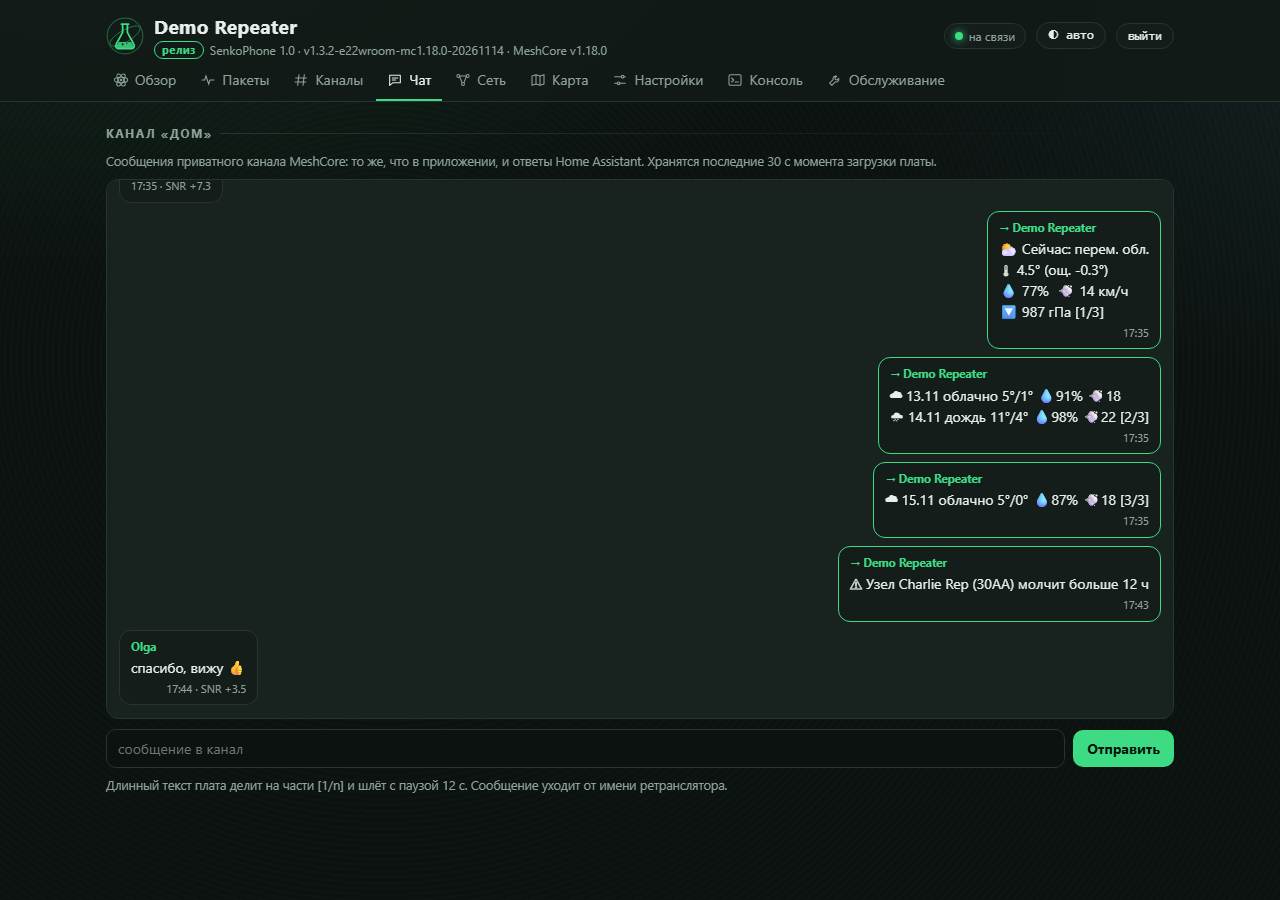 Demo Repeater
релиз SenkoPhone 1.0 · v1.3.2-e22wroom-mc1.18.0-20261114 · MeshCore v1.18.0
на связи
авто
выйти
Обзор Пакеты Каналы Чат Сеть Карта Настройки Консоль Обслуживание
КАНАЛ «ДОМ»
Сообщения приватного канала MeshCore: то же, что в приложении, и ответы Home Assistant. Хранятся последние 30 с момента загрузки платы.
17:35 · SNR +7.3
→ Demo Repeater
🌥️ Сейчас: перем. обл.
🌡 4.5° (ощ. -0.3°)
💧 77% 💨 14 км/ч
🔽 987 гПа [1/3]
17:35
→ Demo Repeater
☁ 13.11 облачно 5°/1° 💧91% 💨18
🌧 14.11 дождь 11°/4° 💧98% 💨22 [2/3]
17:35
→ Demo Repeater
☁ 15.11 облачно 5°/0° 💧87% 💨18 [3/3]
17:35
→ Demo Repeater
⚠ Узел Charlie Rep (30AA) молчит больше 12 ч
17:43
Olga
спасибо, вижу 👍
17:44 · SNR +3.5
сообщение в канал
Отправить
Длинный текст плата делит на части [1/n] и шлёт с паузой 12 с. Сообщение уходит от имени ретранслятора.